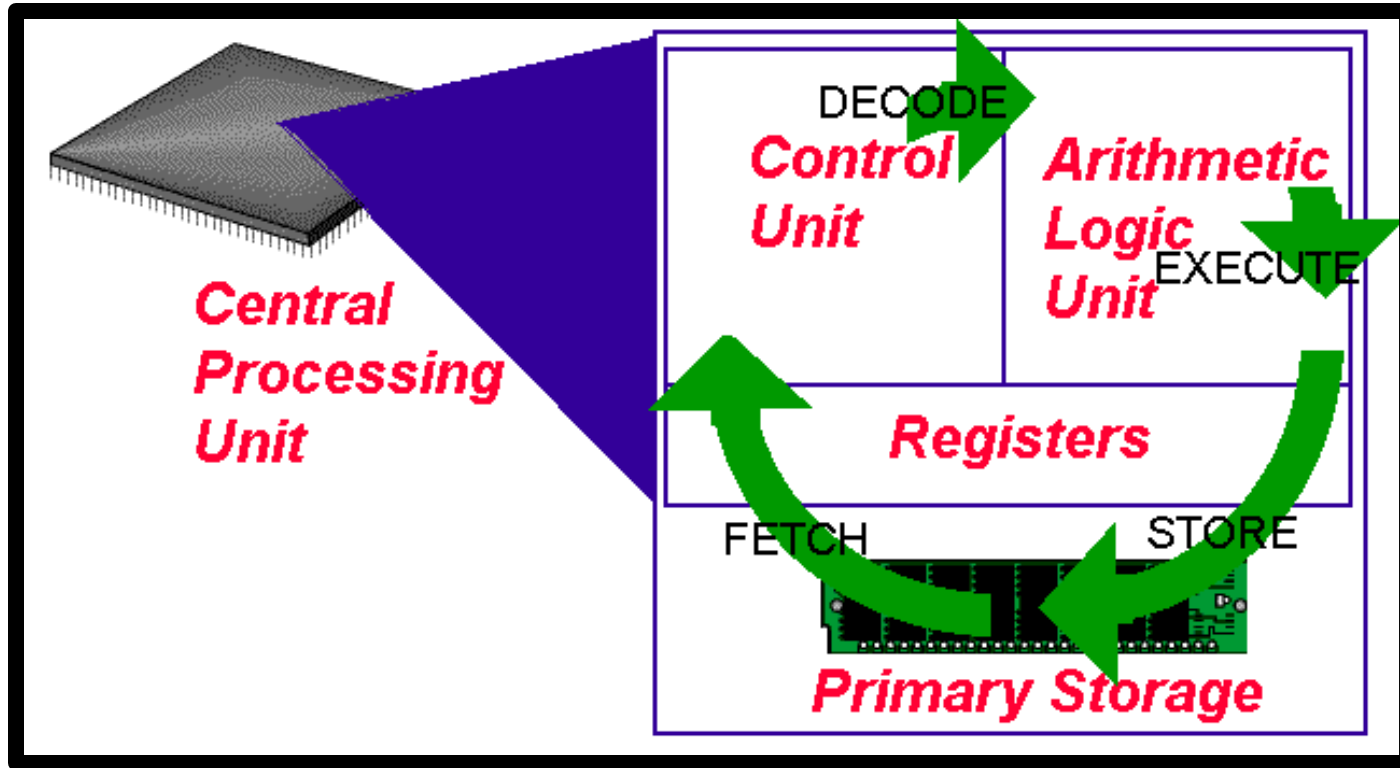 Central
Processing
Unit
DECODE
Control
Unit
Arithmetic
Logic
Unit
EXECUTE
Registers
FETCH
STORE
Primary Storage